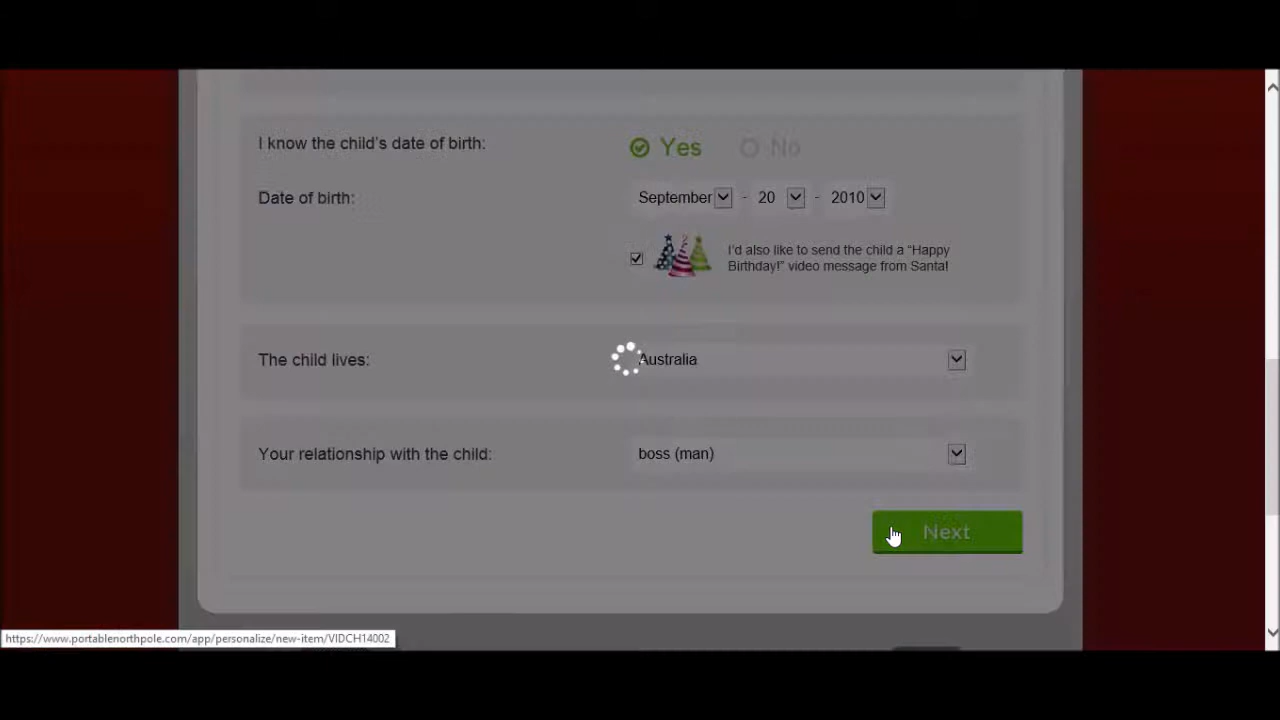 I know the child's date of birth:
Yes
No
Date of birth:
September - 20 - 2010
I'd also like to send the child a “Happy
Birthday!” video message from Santa!
The child lives:
Australia
Your relationship with the child:
boss (man)
Next
https://www.portablenorthpole.com/app/personalize/new-item/VIDCH14002